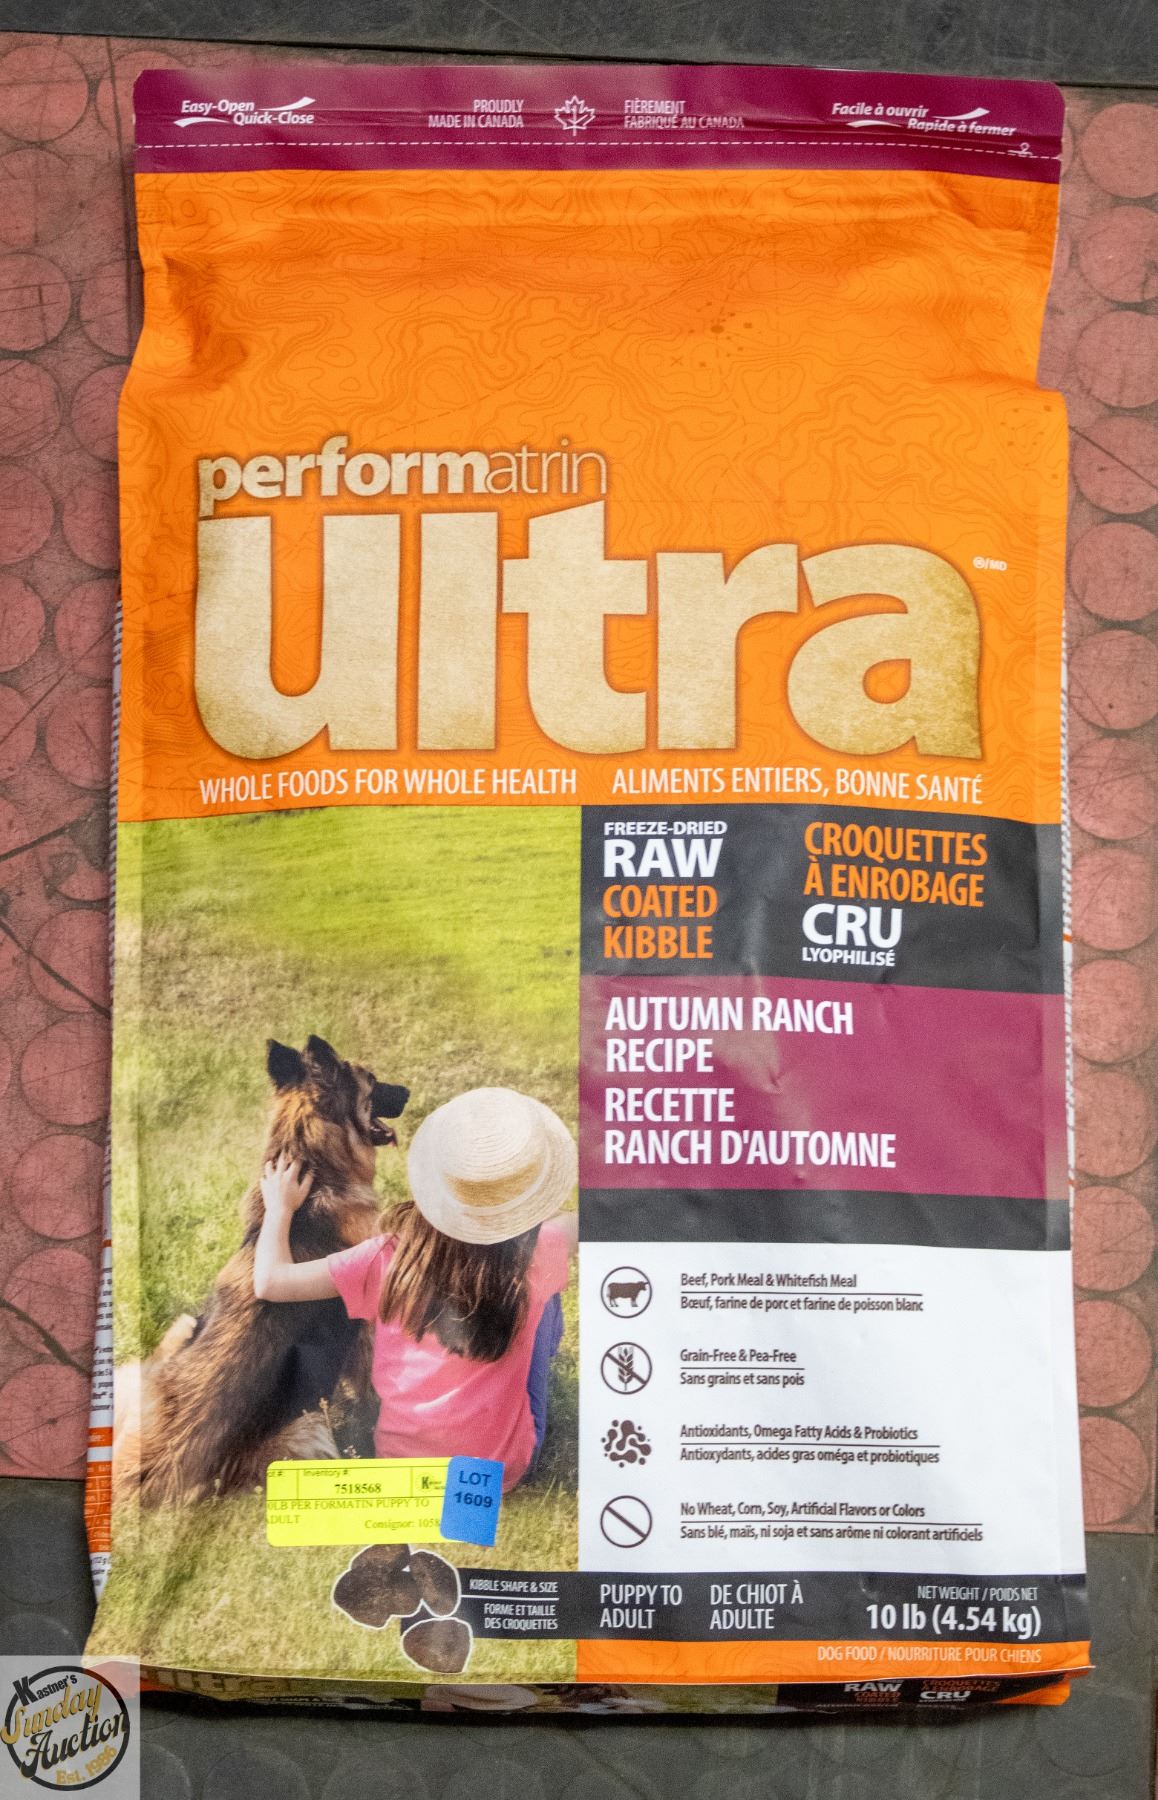 Easy-Open
Quick-Close
PROUDLY
MADE IN CANADA
FIÈREMENT
FABRIQUÉ AU CANADA
Facile à ouvrir
Rapide à fermer
performatrin
ultra
®/MD
WHOLE FOODS FOR WHOLE HEALTH
ALIMENTS ENTIERS, BONNE SANTÉ
FREEZE-DRIED
RAW
COATED
KIBBLE
CROQUETTES
À ENROBAGE
CRU
LYOPHILISÉ
AUTUMN RANCH
RECIPE
RECETTE
RANCH D'AUTOMNE
Beef, Pork Meal & Whitefish Meal
Bœuf, farine de porc et farine de poisson blanc
Grain-Free & Pea-Free
Sans grains et sans pois
Antioxidants, Omega Fatty Acids & Probiotics
Antioxydants, acides gras oméga et probiotiques
No Wheat, Corn, Soy, Artificial Flavors or Colors
Sans blé, maïs, ni soja et sans arôme ni colorant artificiels
Inventory #
7518568
LOT
1609
PER FORMATIN PUPPY TO
Consignor:
KIBBLE SHAPE & SIZE
FORME ET TAILLE
DES CROQUETTES
PUPPY TO
ADULT
DE CHIOT À
ADULTE
NET WEIGHT / POIDS NET
10 lb (4.54 kg)
DOG FOOD / NOURRITURE POUR CHIENS
RAW
COATED
KIBBLE
CRU
Kastner's
Sunday
Auction
Est. 1986